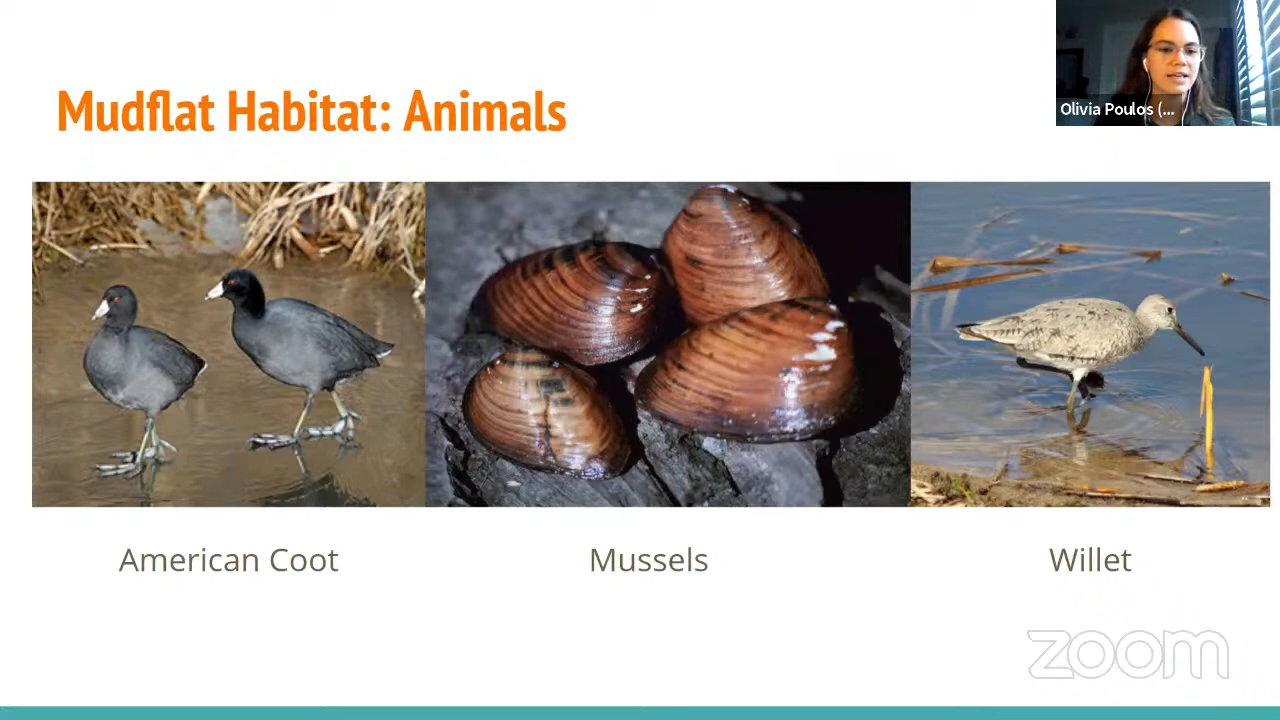 Olivia Poulos (...
Mudflat Habitat: Animals
American Coot
Mussels
Willet
zoom